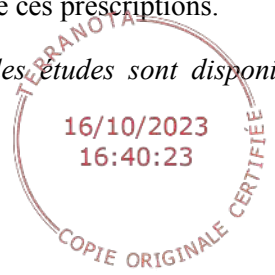 e ces prescriptions.
les études sont disponi
TERRANOTA
16/10/2023
16:40:23
COPIE ORIGINALE CERTIFIÉE